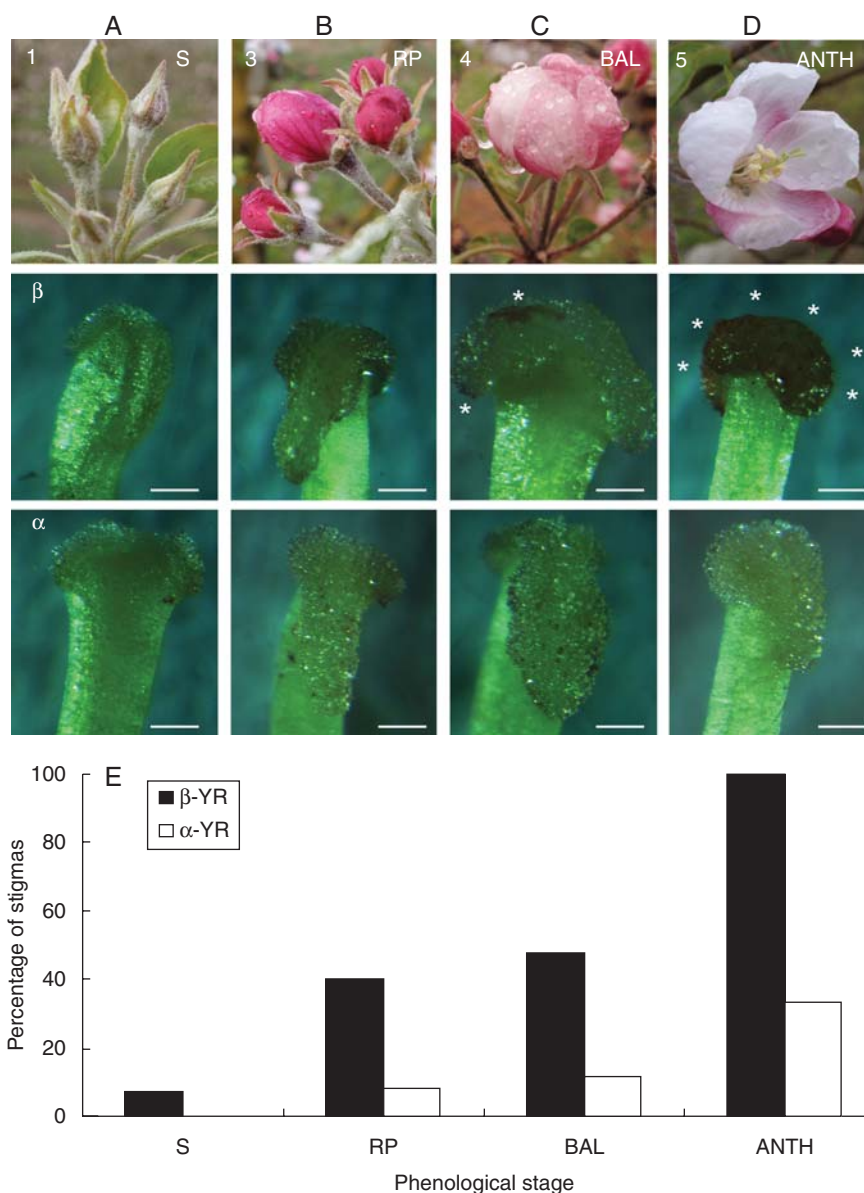 A B C D
1 S 3 RP 4 BAL 5 ANTH
β * * * * * * * *
α
E
β-YR
α-YR
Percentage of stigmas
100
80
60
40
20
0
S RP BAL ANTH
Phenological stage